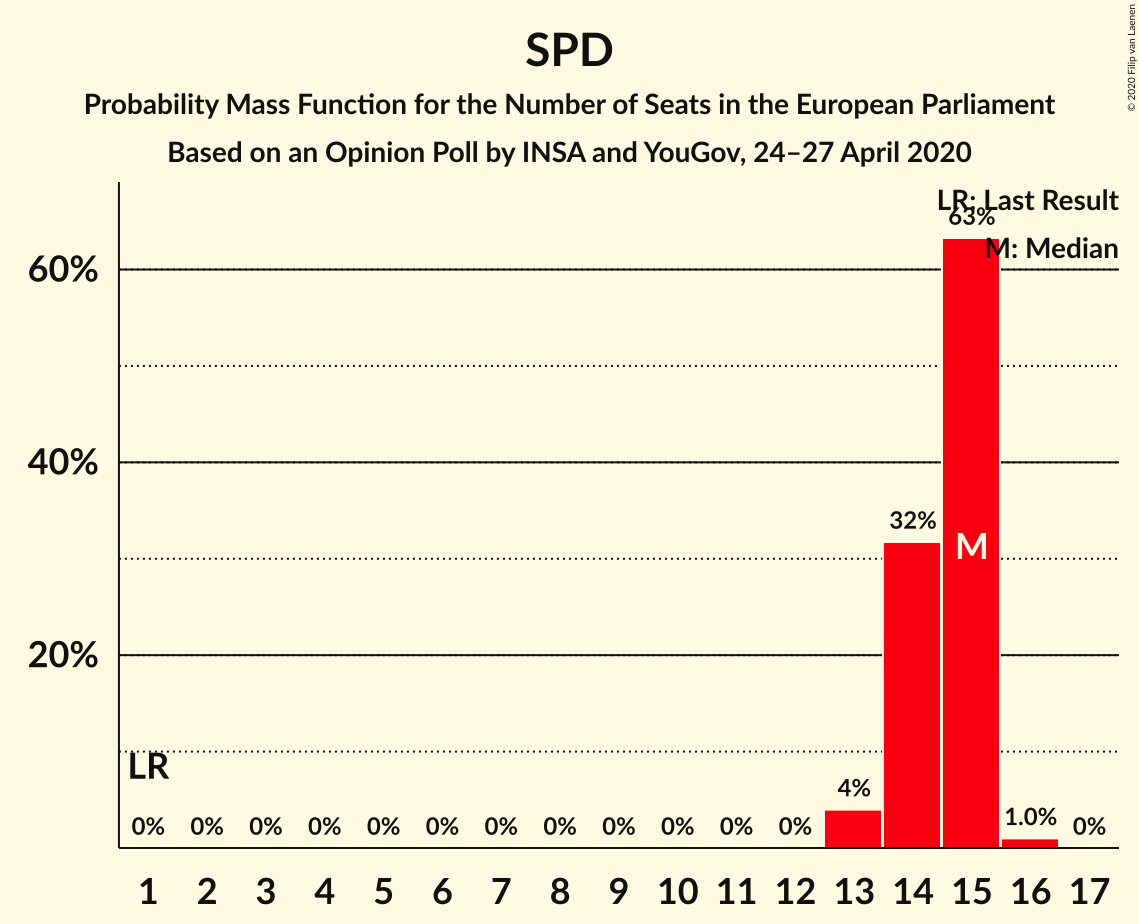 SPD
Probability Mass Function for the Number of Seats in the European Parliament
Based on an Opinion Poll by INSA and YouGov, 24–27 April 2020
© 2020 Filip van Laenen
LR: Last Result
M: Median
63%
60%
40%
32%
M
20%
LR
4%
1.0%
0% 0% 0% 0% 0% 0% 0% 0% 0% 0% 0% 0% 0%
1 2 3 4 5 6 7 8 9 10 11 12 13 14 15 16 17